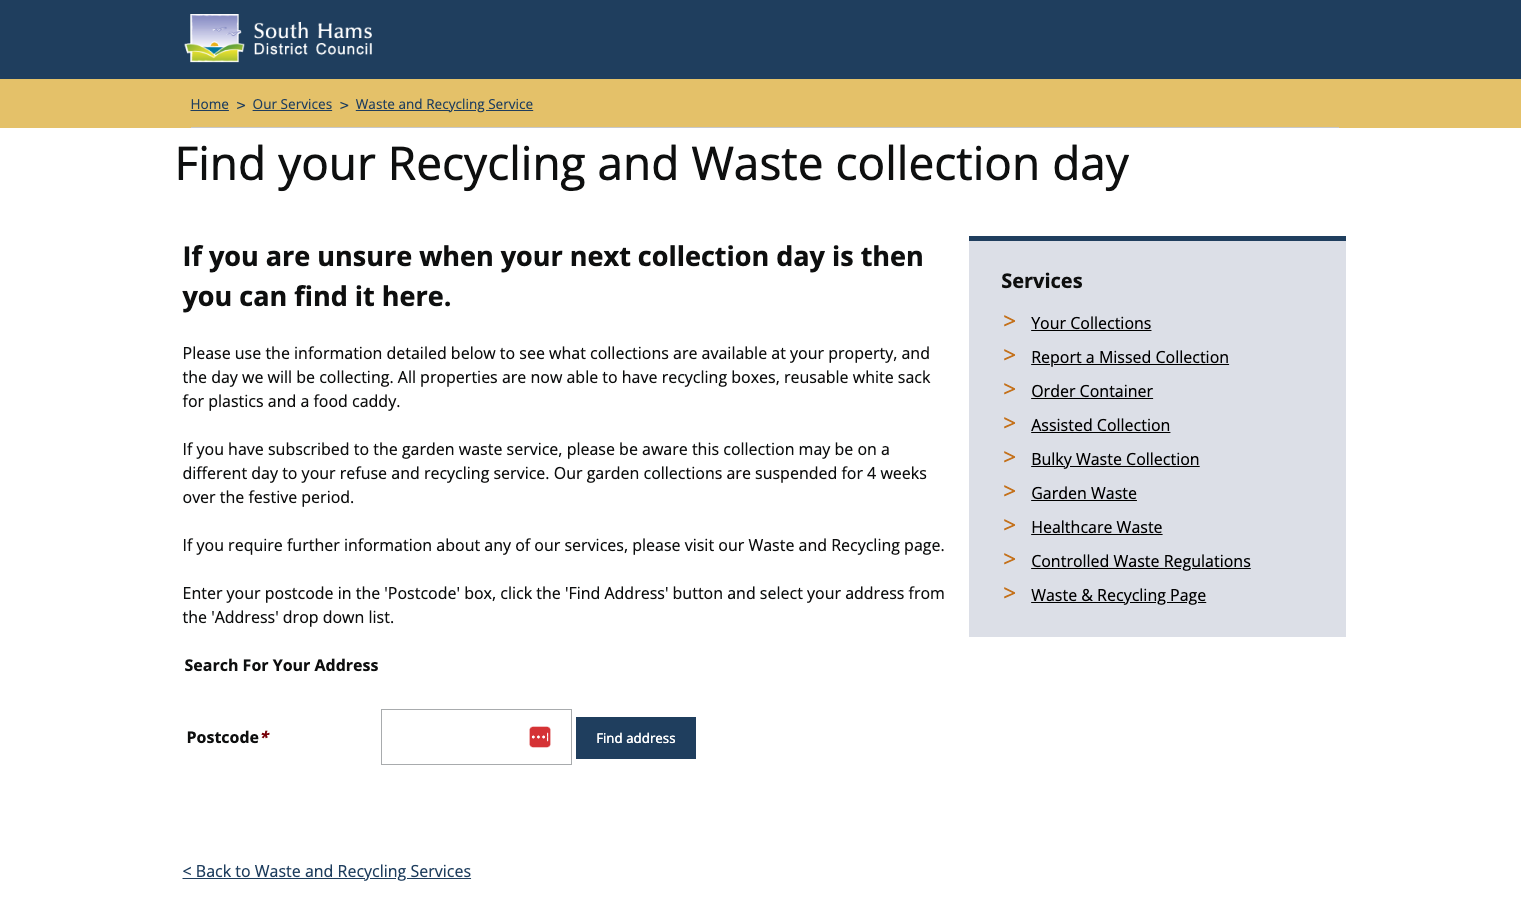 South Hams
District Council
Home > Our Services > Waste and Recycling Service
Find your Recycling and Waste collection day
If you are unsure when your next collection day is then
you can find it here.
Please use the information detailed below to see what collections are available at your property, and
the day we will be collecting. All properties are now able to have recycling boxes, reusable white sack
for plastics and a food caddy.
If you have subscribed to the garden waste service, please be aware this collection may be on a
different day to your refuse and recycling service. Our garden collections are suspended for 4 weeks
over the festive period.
If you require further information about any of our services, please visit our Waste and Recycling page.
Enter your postcode in the 'Postcode' box, click the 'Find Address' button and select your address from
the 'Address' drop down list.
Search For Your Address
Postcode*
Find address
< Back to Waste and Recycling Services
Services
> Your Collections
> Report a Missed Collection
> Order Container
> Assisted Collection
> Bulky Waste Collection
> Garden Waste
> Healthcare Waste
> Controlled Waste Regulations
> Waste & Recycling Page